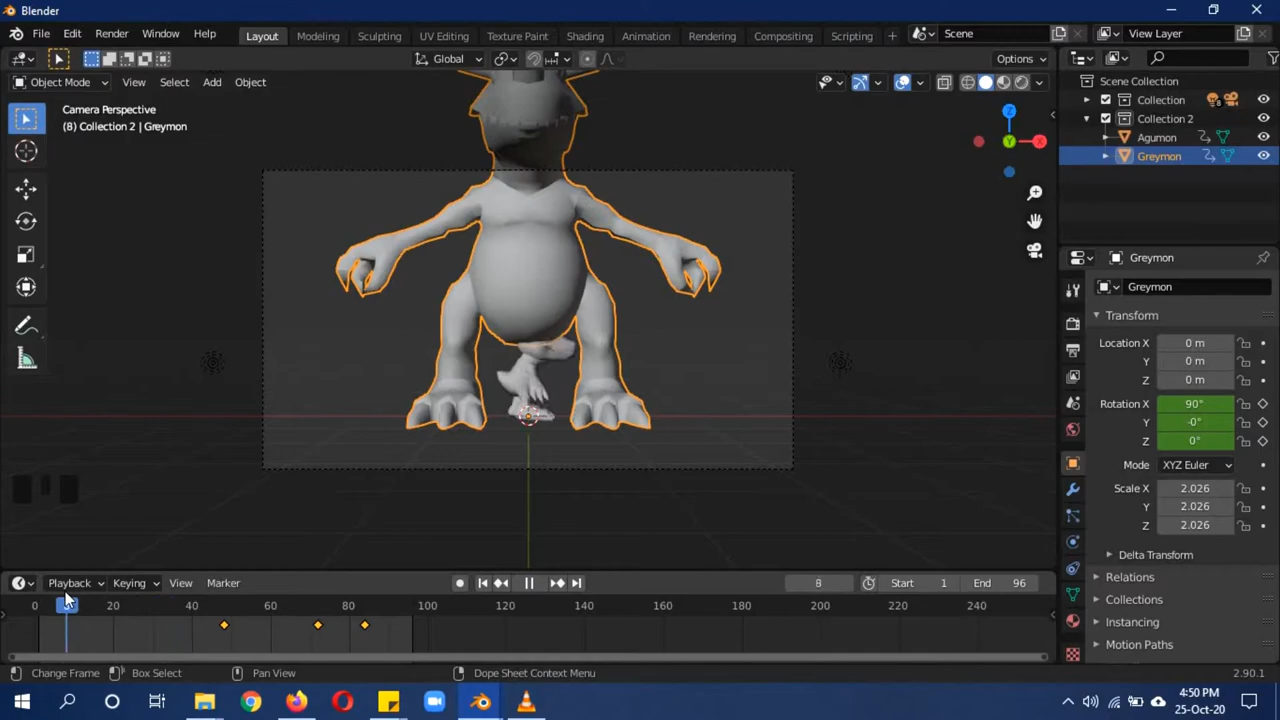 Blender
File Edit Render Window Help Layout Modeling Sculpting UV Editing Texture Paint Shading Animation Rendering Compositing Scripting + Scene View Layer
Global Options
Object Mode View Select Add Object
Camera Perspective
(8) Collection 2 | Greymon
Z
Y
X
Scene Collection
Collection 8
Collection 2
Agumon
Greymon
Greymon
Greymon
Transform
Location X 0 m
Y 0 m
Z 0 m
Rotation X 90°
Y -0°
Z 0°
Mode XYZ Euler
Scale X 2.026
Y 2.026
Z 2.026
Delta Transform
Relations
Collections
Instancing
Motion Paths
Playback Keying View Marker 8 Start 1 End 96
0 20 40 60 80 100 120 140 160 180 200 220 240
Change Frame Box Select Pan View Dope Sheet Context Menu 2.90.1
4:50 PM
25-Oct-20